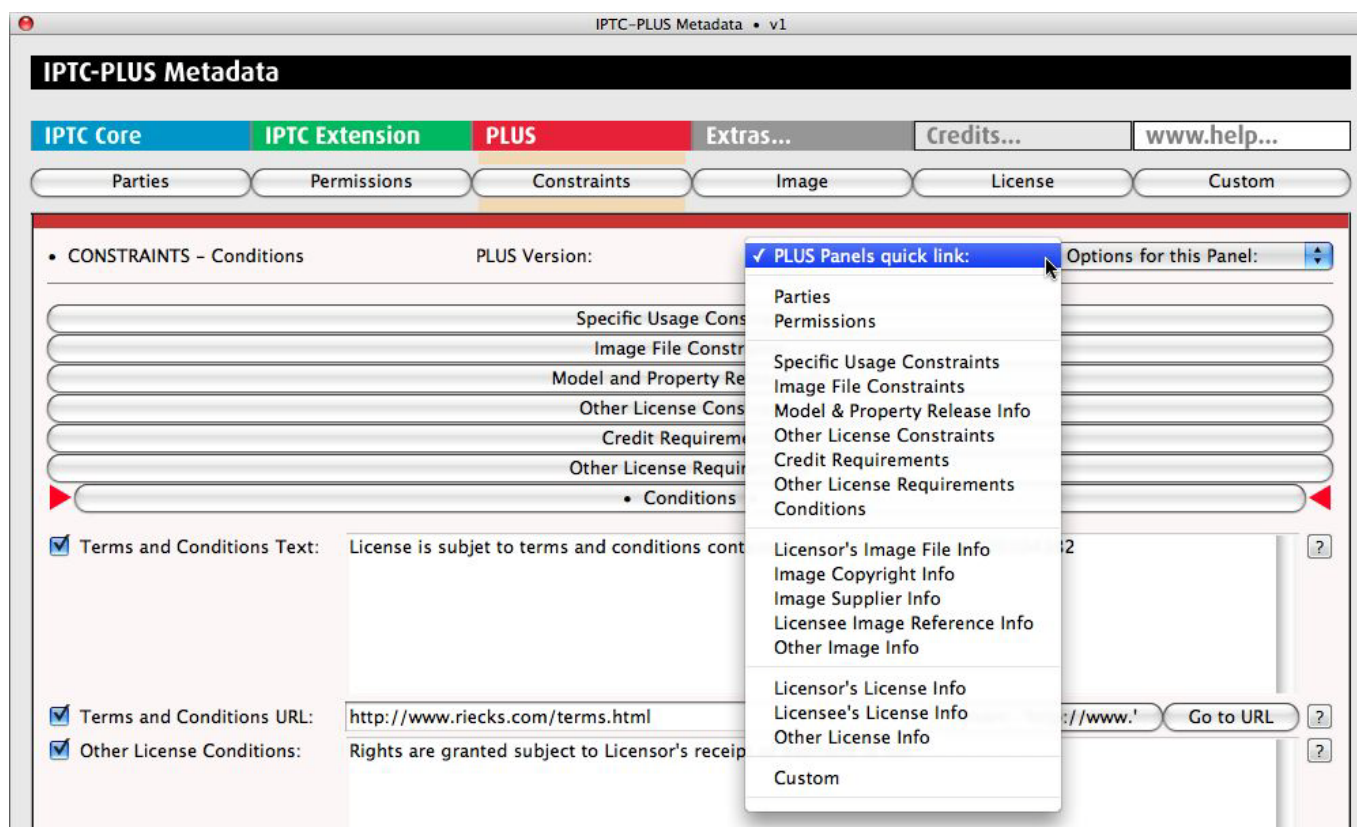 IPTC-PLUS Metadata • v1
IPTC-PLUS Metadata
IPTC Core IPTC Extension PLUS Extras... Credits... www.help...
Parties Permissions Constraints Image License Custom
• CONSTRAINTS – Conditions PLUS Version: ✓ PLUS Panels quick link: Options for this Panel:
Specific Usage Cons
Image File Constr
Model and Property Re
Other License Cons
Credit Requireme
Other License Requir
• Conditions
Parties
Permissions
Specific Usage Constraints
Image File Constraints
Model & Property Release Info
Other License Constraints
Credit Requirements
Other License Requirements
Conditions
Licensor's Image File Info
Image Copyright Info
Image Supplier Info
Licensee Image Reference Info
Other Image Info
Licensor's License Info
Licensee's License Info
Other License Info
Custom
Terms and Conditions Text: License is subjet to terms and conditions cont 32 ?
Terms and Conditions URL: http://www.riecks.com/terms.html ://www.' Go to URL ?
Other License Conditions: Rights are granted subject to Licensor's receip ?